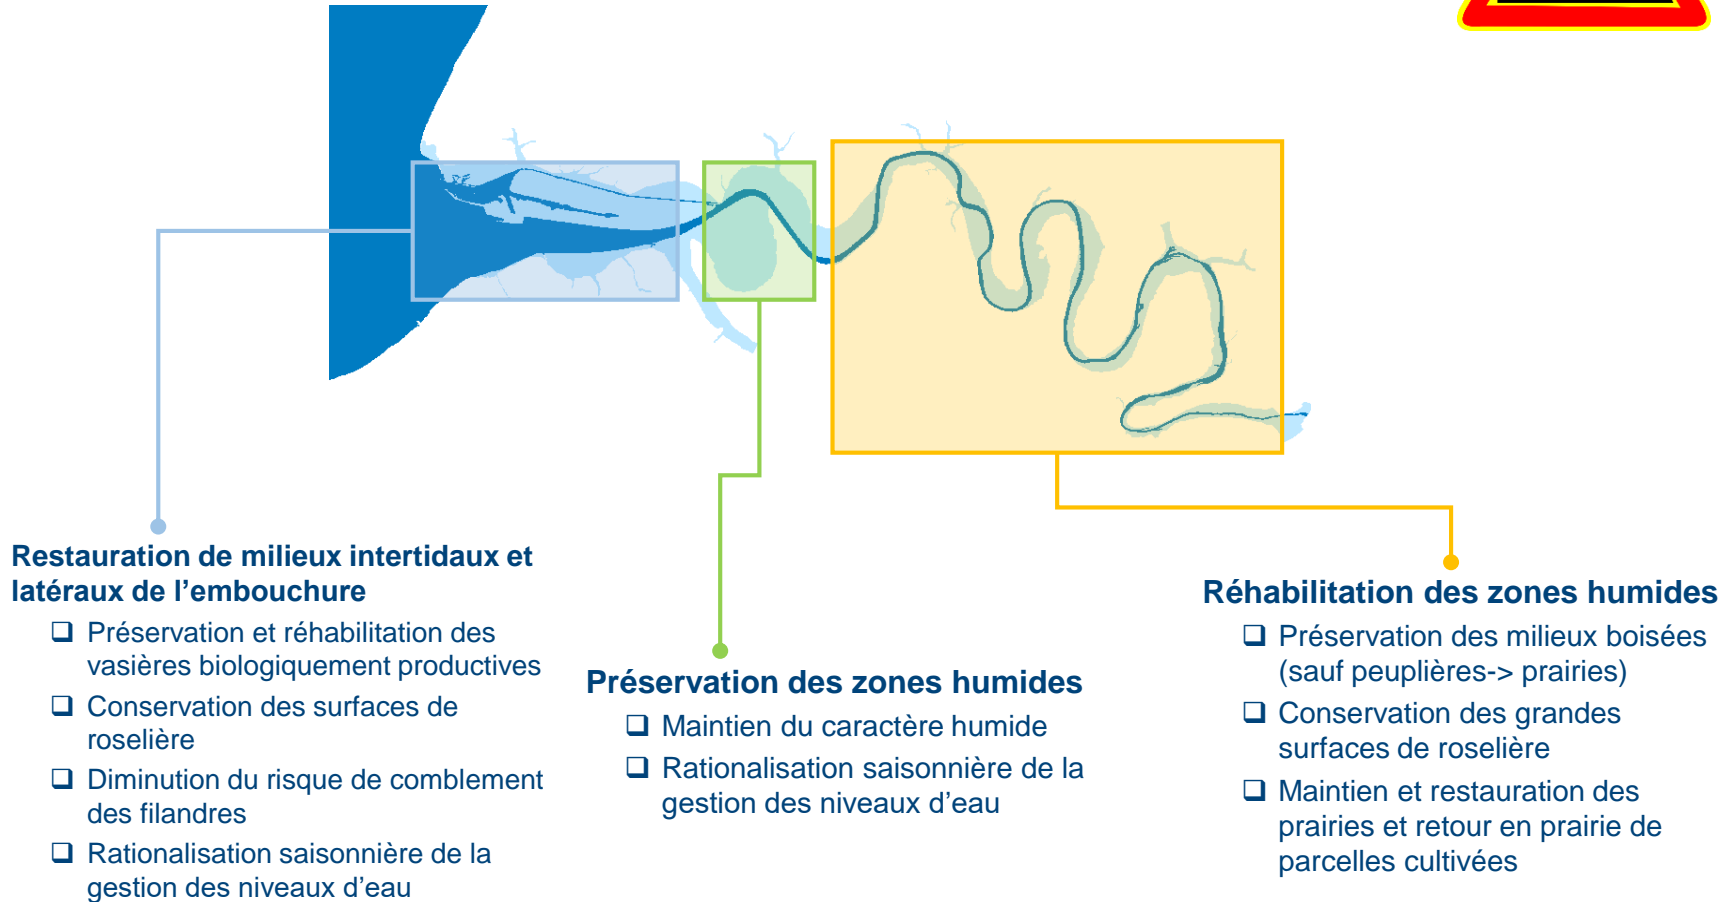 Restauration de milieux intertidaux et
latéraux de l’embouchure
❑ Préservation et réhabilitation des
vasières biologiquement productives
❑ Conservation des surfaces de
roselière
❑ Diminution du risque de comblement
des filandres
❑ Rationalisation saisonnière de la
gestion des niveaux d’eau
Préservation des zones humides
❑ Maintien du caractère humide
❑ Rationalisation saisonnière de la
gestion des niveaux d’eau
Réhabilitation des zones humides
❑ Préservation des milieux boisées
(sauf peuplières-> prairies)
❑ Conservation des grandes
surfaces de roselière
❑ Maintien et restauration des
prairies et retour en prairie de
parcelles cultivées